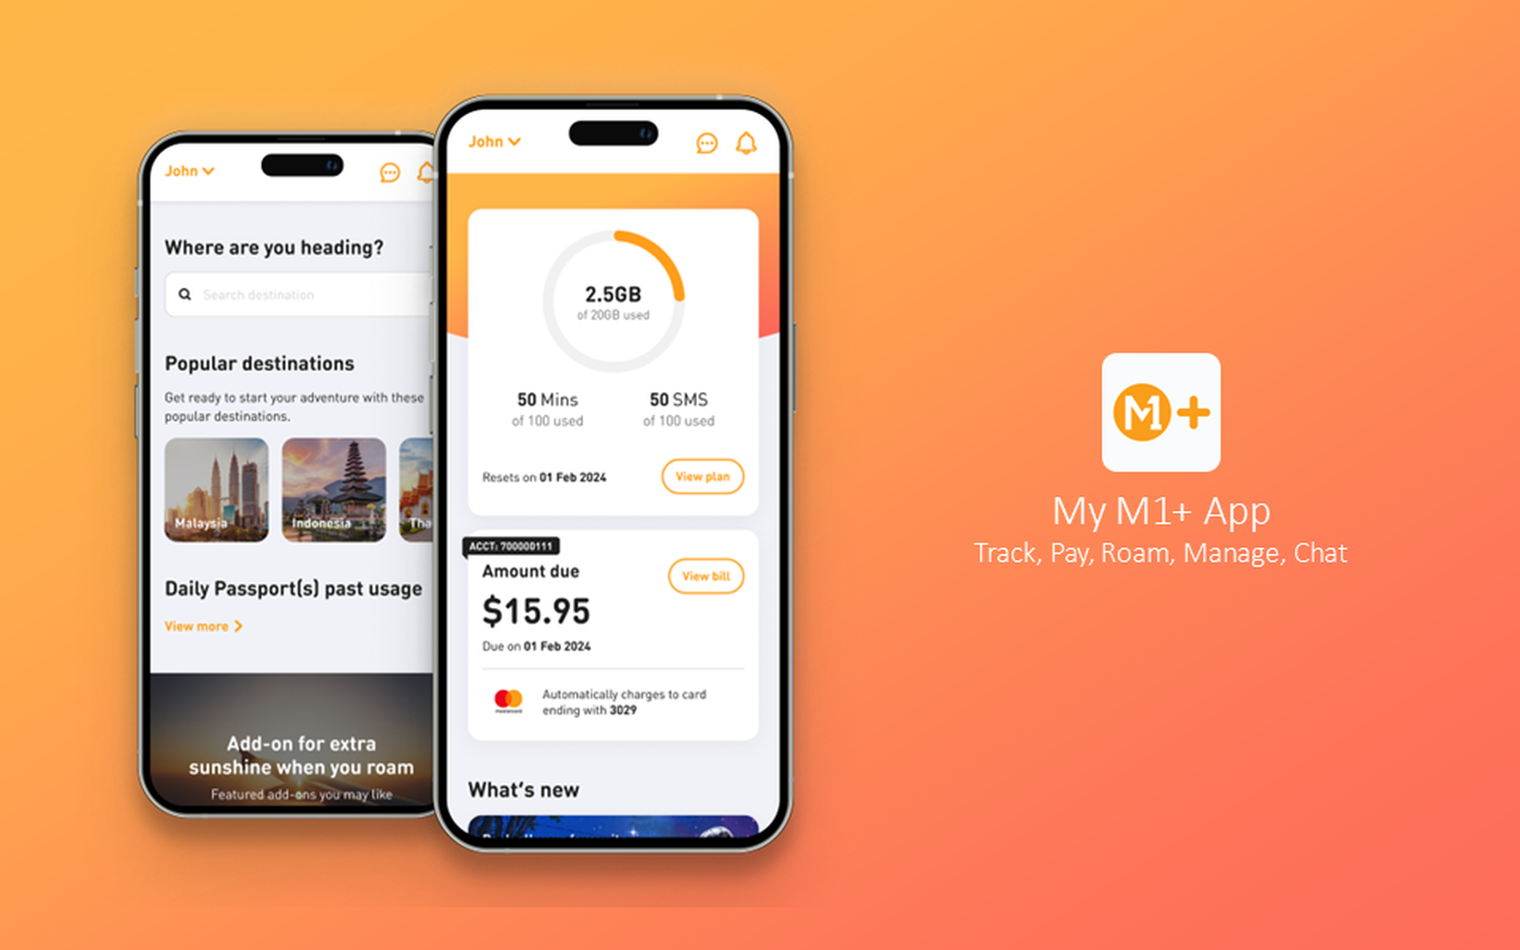 John
Where are you heading?
Search destination
Popular destinations
Get ready to start your adventure with these
popular destinations.
Malaysia
Indonesia
Tha
Daily Passport(s) past usage
View more
Add-on for extra
sunshine when you roam
Featured add-ons you may like
John
2.5GB
of 20GB used
50 Mins
of 100 used
50 SMS
of 100 used
Resets on 01 Feb 2024
View plan
ACCT: 700000111
Amount due
View bill
$15.95
Due on 01 Feb 2024
mastercard
Automatically charges to card
ending with 3029
What's new
M1+
My M1+ App
Track, Pay, Roam, Manage, Chat